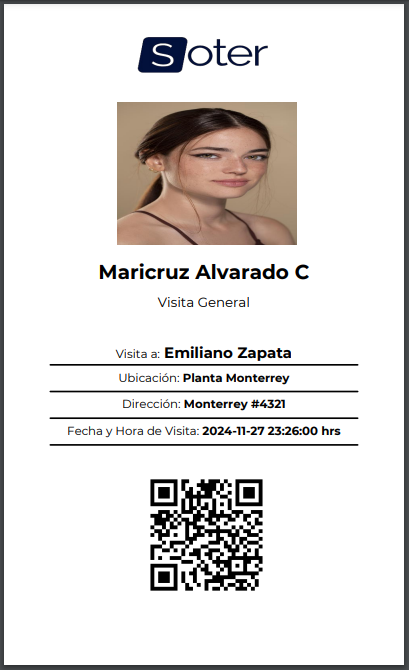 Soter
Maricruz Alvarado C
Visita General
Visita a: Emiliano Zapata
Ubicación: Planta Monterrey
Dirección: Monterrey #4321
Fecha y Hora de Visita: 2024-11-27 23:26:00 hrs